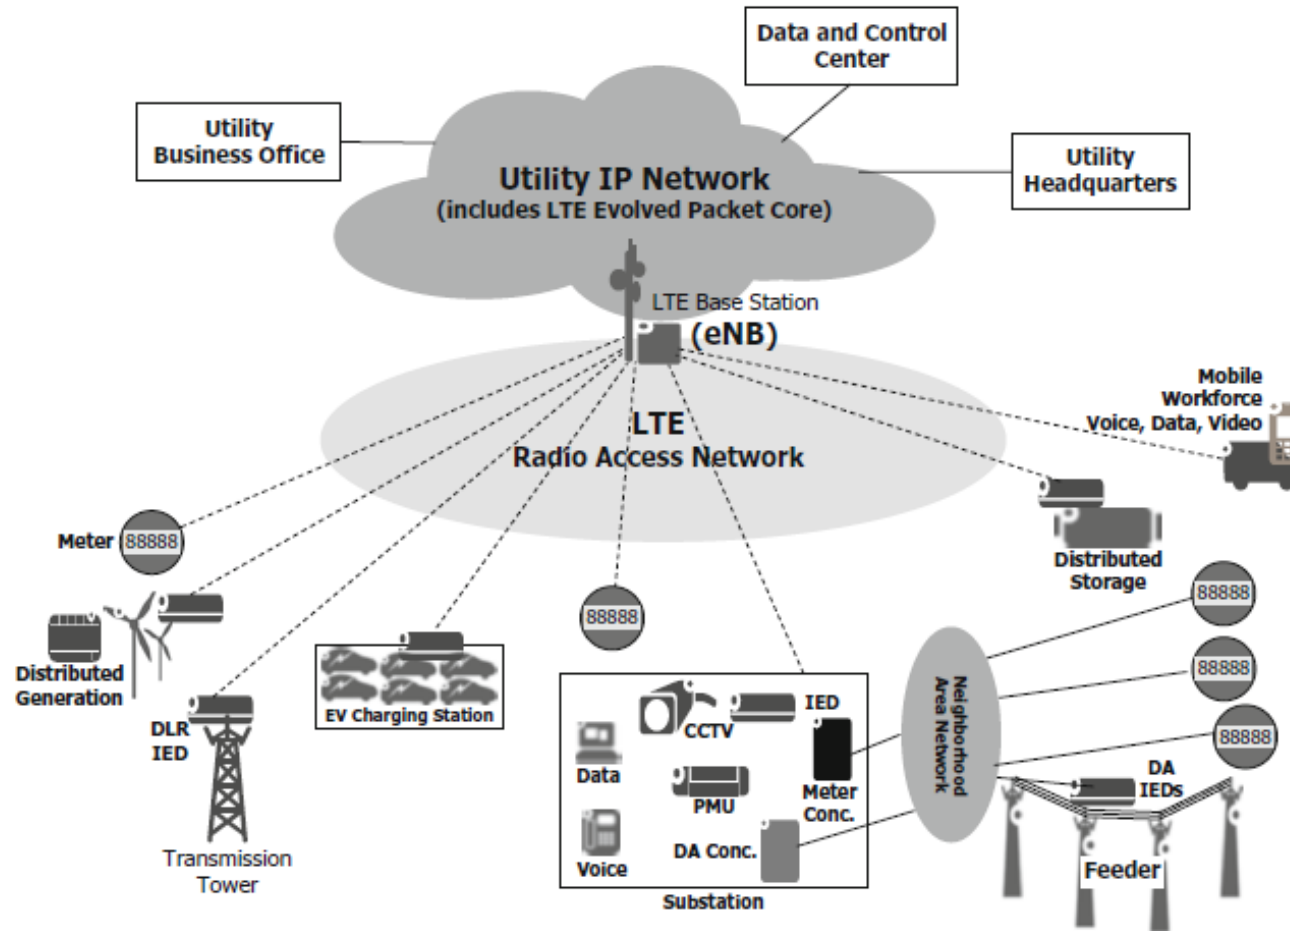 Data and Control
Center
Utility
Business Office
Utility
Headquarters
Utility IP Network
(includes LTE Evolved Packet Core)
LTE Base Station
(eNB)
LTE
Radio Access Network
Mobile
Workforce
Voice, Data, Video
Meter
88888
Distributed
Storage
Distributed
Generation
88888
88888
88888
88888
DLR
IED
EV Charging Station
Transmission
Tower
CCTV
IED
Data
PMU
Meter
Conc.
Voice
DA Conc.
Substation
Neighborhood
Area Network
DA
IEDs
Feeder